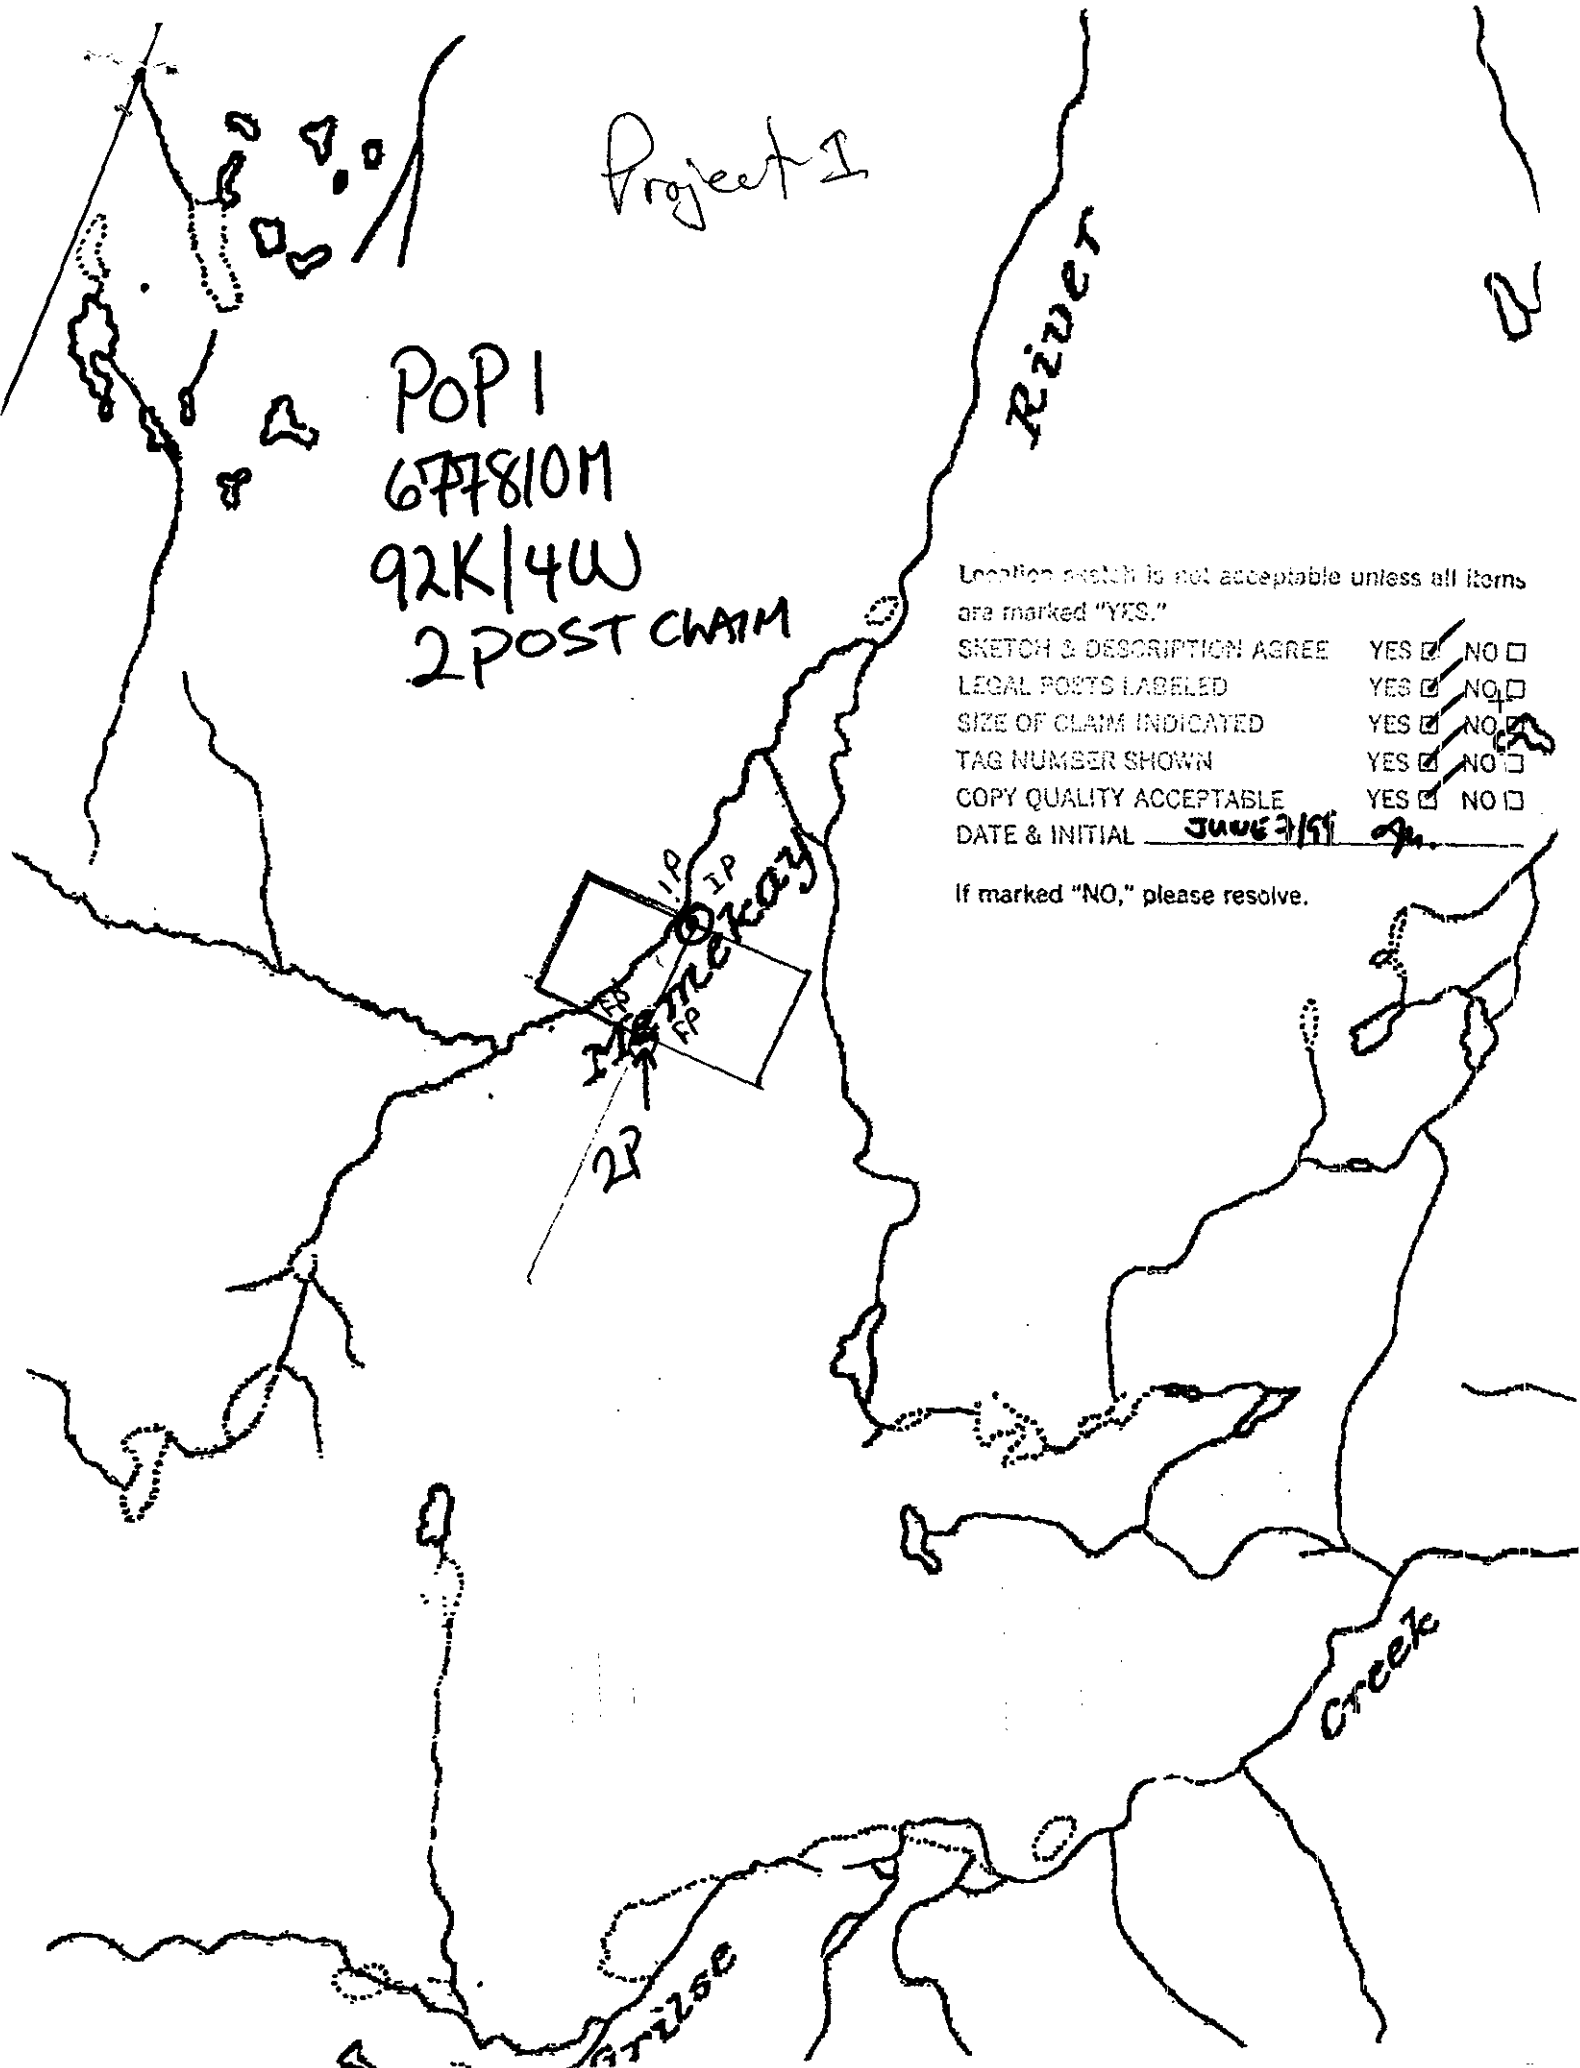 Project 1
River
POP 1
677810M
92K/4W
2 POST CLAIM
Location sketch is not acceptable unless all items
are marked "YES."
SKETCH & DESCRIPTION AGREE YES ☑ NO ☐
LEGAL POSTS LABELED YES ☑ NO ☐
SIZE OF CLAIM INDICATED YES ☑ NO ☐
TAG NUMBER SHOWN YES ☑ NO ☐
COPY QUALITY ACCEPTABLE YES ☑ NO ☐
DATE & INITIAL JUNE 7/99
If marked "NO," please resolve.
1P
IP
FP
FP
2P
Creek